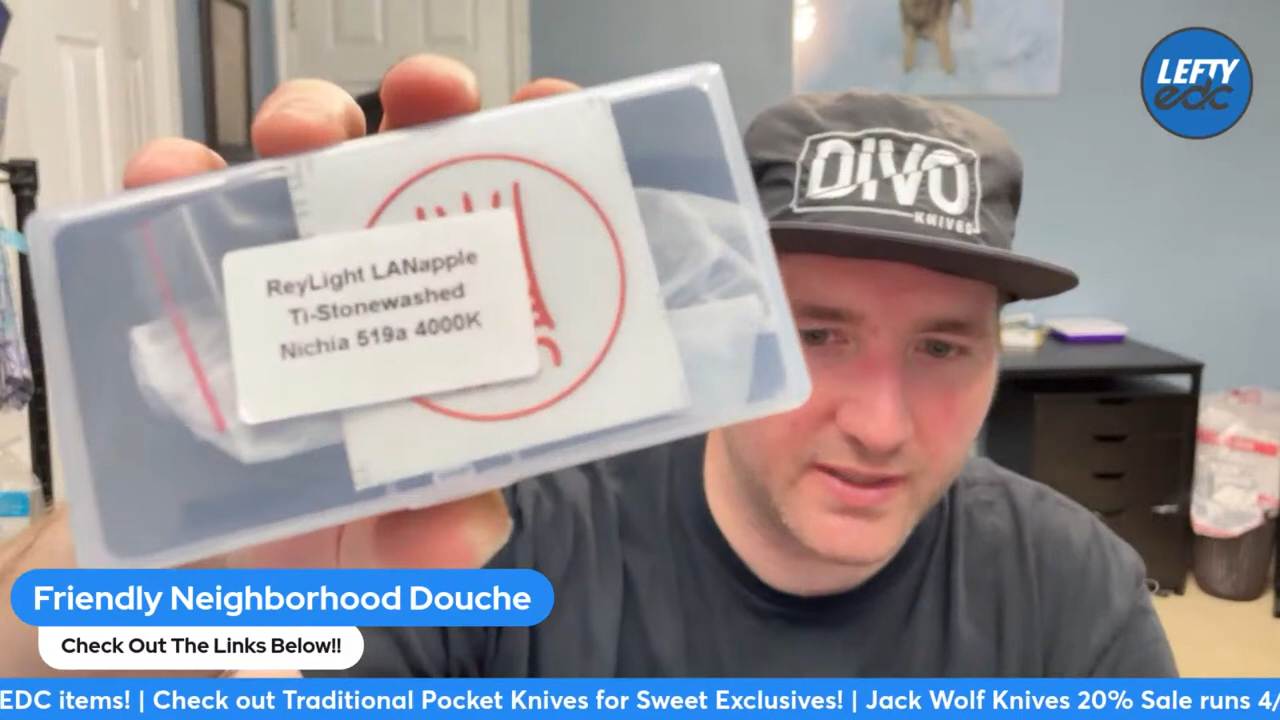 LEFTY
edc
DIVO
KNIVES
ReyLight LANapple
Ti-Stonewashed
Nichia 519a 4000K
Friendly Neighborhood Douche
Check Out The Links Below!!
EDC items! | Check out Traditional Pocket Knives for Sweet Exclusives! | Jack Wolf Knives 20% Sale runs 4/